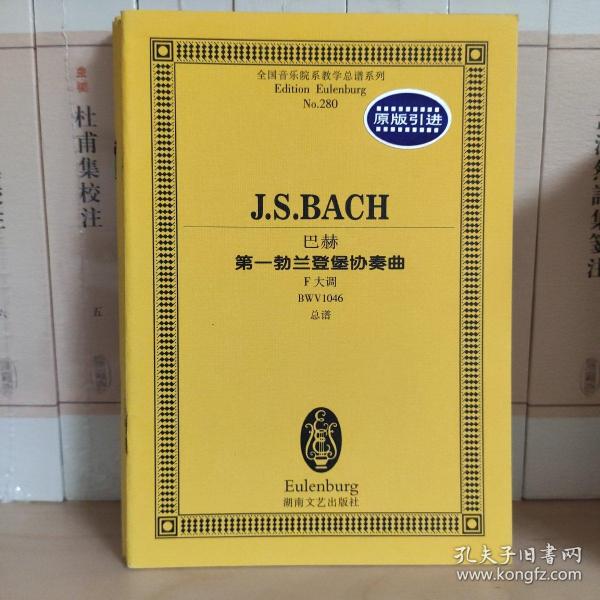 全国音乐院系教学总谱系列
Edition Eulenburg
No.280
原版引进
J.S.BACH
巴赫
第一勃兰登堡协奏曲
F 大调
BWV1046
总谱
Eulenburg
湖南文艺出版社
杜甫集校注
五
六
孔夫子旧书网
www.kongfz.com